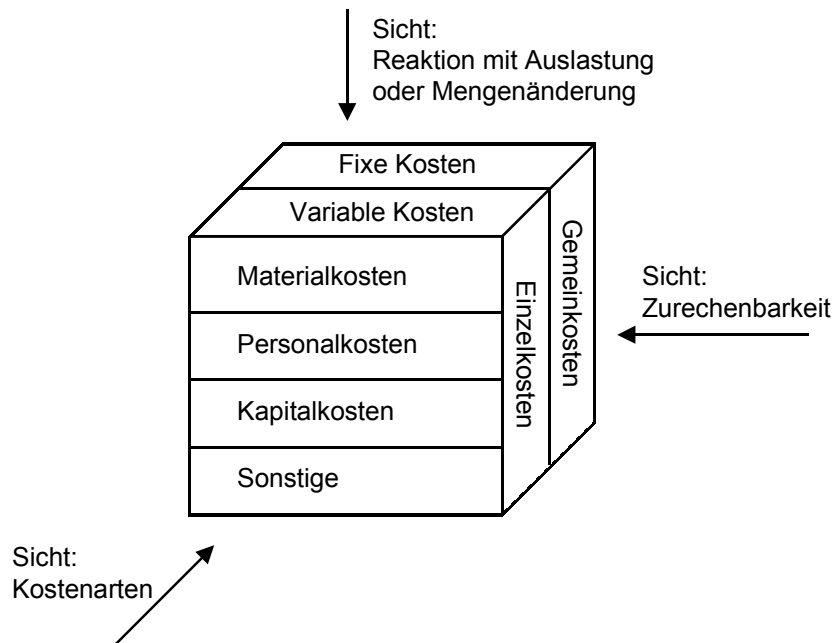 Sicht:
Reaktion mit Auslastung
oder Mengenänderung
Fixe Kosten
Variable Kosten
Materialkosten
Personalkosten
Kapitalkosten
Sonstige
Einzelkosten
Gemeinkosten
Sicht:
Zurechenbarkeit
Sicht:
Kostenarten